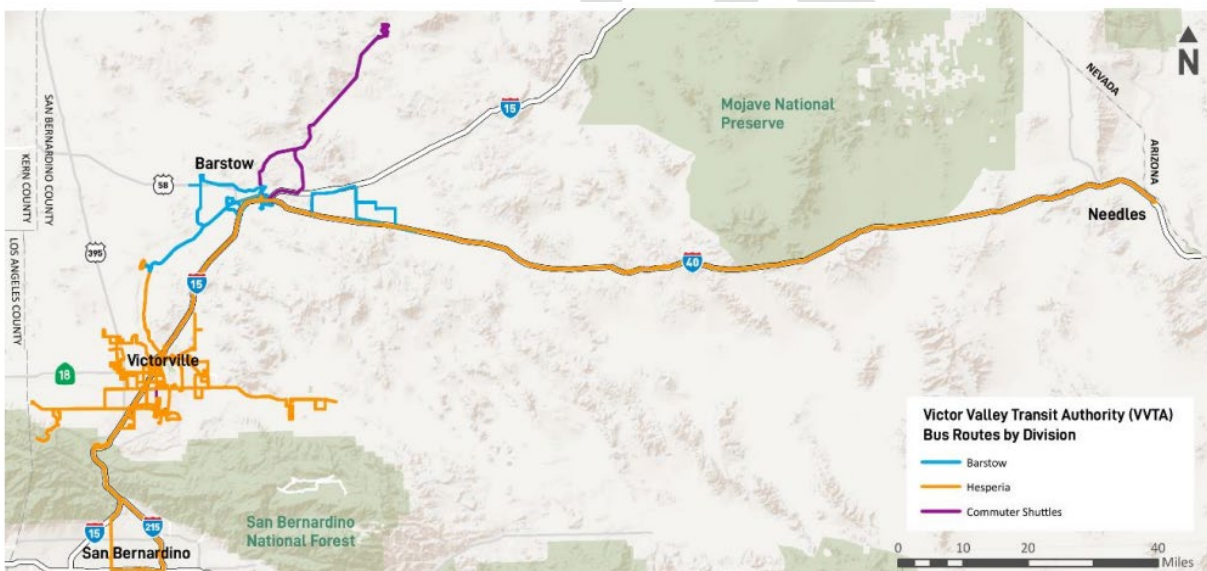 N
NEVADA
ARIZONA
SAN BERNARDINO COUNTY
KERN COUNTY
LOS ANGELES COUNTY
Mojave National
Preserve
15
Barstow
58
Needles
395
40
15
Victorville
18
Victor Valley Transit Authority (VVTA)
Bus Routes by Division
Barstow
Hesperia
Commuter Shuttles
San Bernardino
National Forest
15
215
San Bernardino
0 10 20 40
Miles